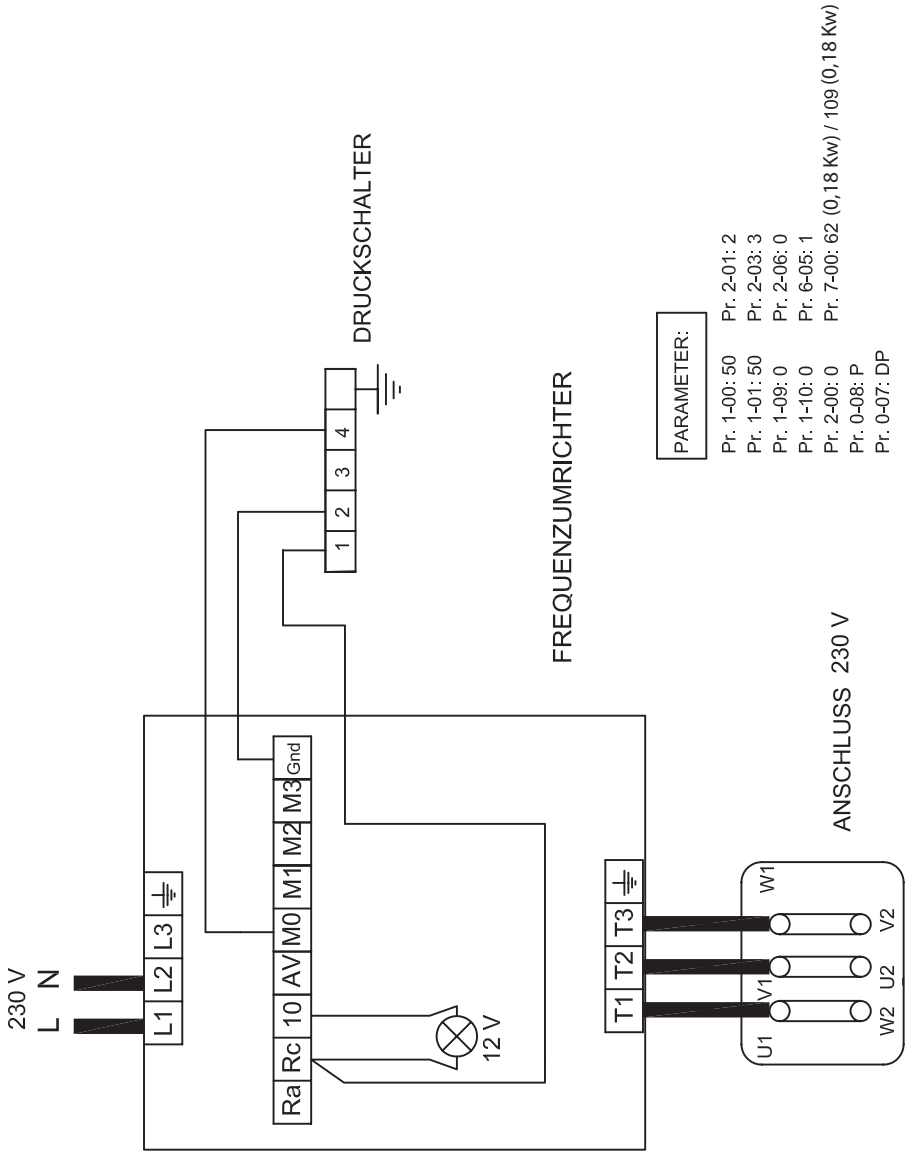 230 V
L N
L1 L2 L3
Ra Rc 10 AV M0 M1 M2 M3 Gnd
12 V
1 2 3 4
DRUCKSCHALTER
FREQUENZUMRICHTER
T1 T2 T3
U1 V1 W1
W2 U2 V2
ANSCHLUSS 230 V
PARAMETER:
Pr. 1-00: 50 Pr. 2-01: 2
Pr. 1-01: 50 Pr. 2-03: 3
Pr. 1-09: 0 Pr. 2-06: 0
Pr. 1-10: 0 Pr. 6-05: 1
Pr. 2-00: 0 Pr. 7-00: 62 (0,18 Kw) / 109 (0,18 Kw)
Pr. 0-08: P
Pr. 0-07: DP